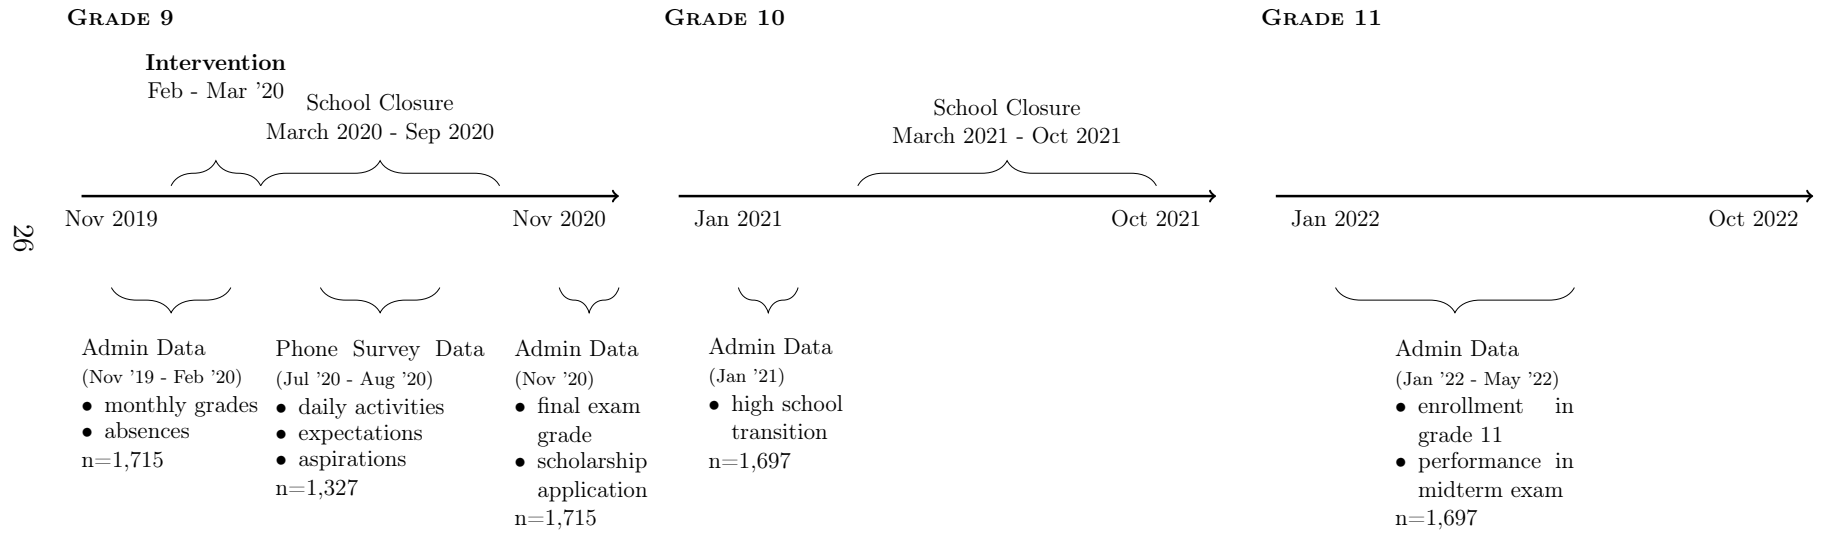 GRADE 9
Intervention
Feb - Mar '20
School Closure
March 2020 - Sep 2020
Nov 2019
Nov 2020
Admin Data
(Nov '19 - Feb '20)
• monthly grades
• absences
n=1,715
Phone Survey Data
(Jul '20 - Aug '20)
• daily activities
• expectations
• aspirations
n=1,327
Admin Data
(Nov '20)
• final exam
grade
• scholarship
application
n=1,715
GRADE 10
School Closure
March 2021 - Oct 2021
Jan 2021
Oct 2021
Admin Data
(Jan '21)
• high school
transition
n=1,697
GRADE 11
Jan 2022
Oct 2022
Admin Data
(Jan '22 - May '22)
• enrollment in
grade 11
• performance in
midterm exam
n=1,697
26